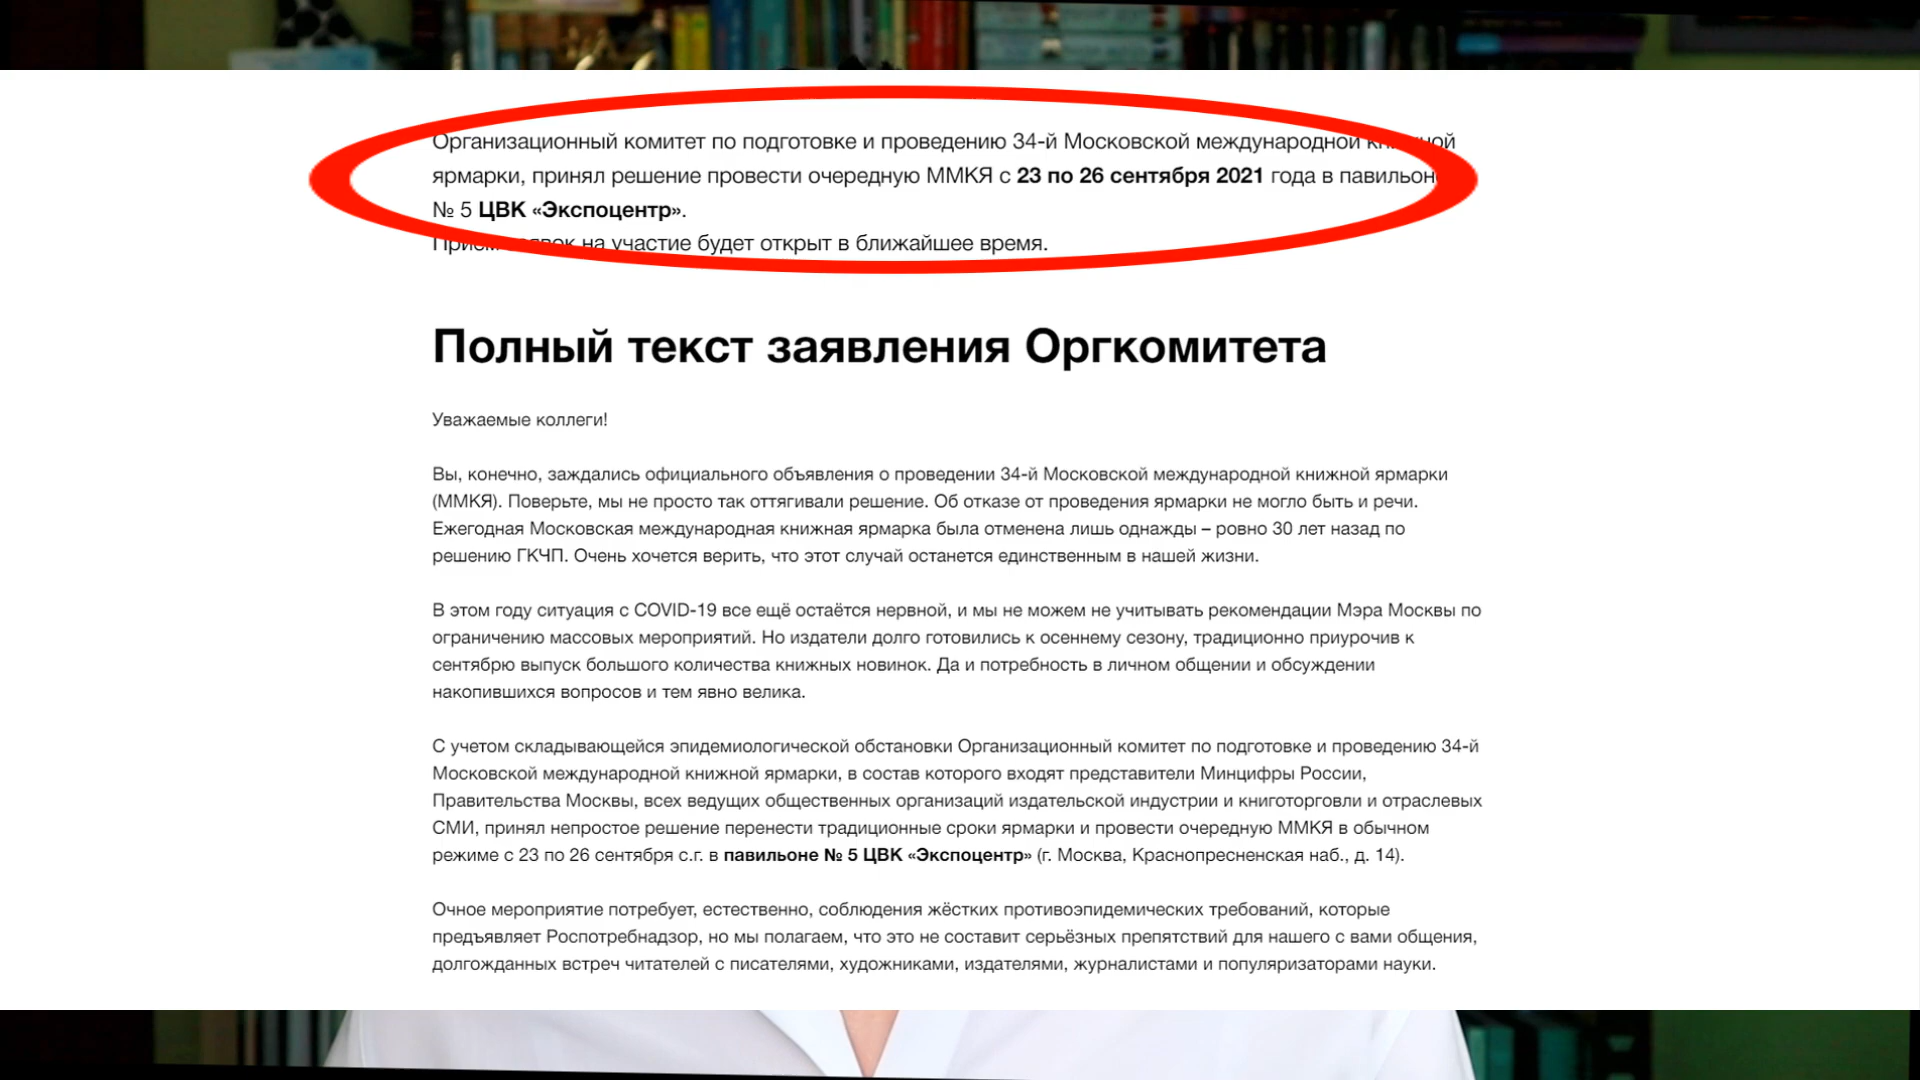 Организационный комитет по подготовке и проведению 34-й Московской международной книжной
ярмарки, принял решение провести очередную ММКЯ с 23 по 26 сентября 2021 года в павильоне
№ 5 ЦВК «Экспоцентр».
Прием заявок на участие будет открыт в ближайшее время.
Полный текст заявления Оргкомитета
Уважаемые коллеги!
Вы, конечно, заждались официального объявления о проведении 34-й Московской международной книжной ярмарки
(ММКЯ). Поверьте, мы не просто так оттягивали решение. Об отказе от проведения ярмарки не могло быть и речи.
Ежегодная Московская международная книжная ярмарка была отменена лишь однажды – ровно 30 лет назад по
решению ГКЧП. Очень хочется верить, что этот случай останется единственным в нашей жизни.
В этом году ситуация с COVID-19 все ещё остаётся нервной, и мы не можем не учитывать рекомендации Мэра Москвы по
ограничению массовых мероприятий. Но издатели долго готовились к осеннему сезону, традиционно приурочив к
сентябрю выпуск большого количества книжных новинок. Да и потребность в личном общении и обсуждении
накопившихся вопросов и тем явно велика.
С учетом складывающейся эпидемиологической обстановки Организационный комитет по подготовке и проведению 34-й
Московской международной книжной ярмарки, в состав которого входят представители Минцифры России,
Правительства Москвы, всех ведущих общественных организаций издательской индустрии и книготорговли и отраслевых
СМИ, принял непростое решение перенести традиционные сроки ярмарки и провести очередную ММКЯ в обычном
режиме с 23 по 26 сентября с.г. в павильоне № 5 ЦВК «Экспоцентр» (г. Москва, Краснопресненская наб., д. 14).
Очное мероприятие потребует, естественно, соблюдения жёстких противоэпидемических требований, которые
предъявляет Роспотребнадзор, но мы полагаем, что это не составит серьёзных препятствий для нашего с вами общения,
долгожданных встреч читателей с писателями, художниками, издателями, журналистами и популяризаторами науки.